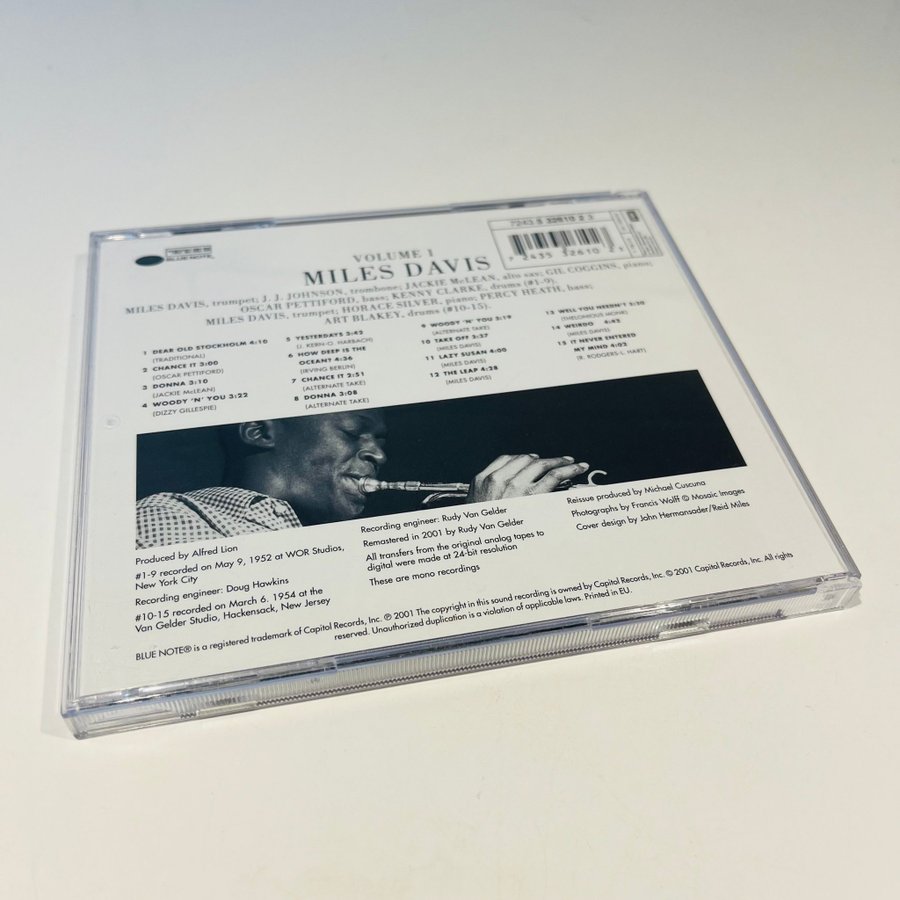 BLUE NOTE
VOLUME 1
MILES DAVIS
7243 5 32610 2 3
7 24353 2610
MILES DAVIS, trumpet; J. J. JOHNSON, trombone; JACKIE McLEAN, alto sax; GIL COGGINS, piano;
OSCAR PETTIFORD, bass; KENNY CLARKE, drums (#1-9).
MILES DAVIS, trumpet; HORACE SILVER, piano; PERCY HEATH, bass;
ART BLAKEY, drums (#10-15).
1 DEAR OLD STOCKHOLM 4:10
(TRADITIONAL)
2 CHANCE IT 3:00
(OSCAR PETTIFORD)
3 DONNA 3:10
(JACKIE McLEAN)
4 WOODY 'N' YOU 3:22
(DIZZY GILLESPIE)
5 YESTERDAYS 3:42
(J. KERN-O. HARBACH)
6 HOW DEEP IS THE
OCEAN? 4:36
(IRVING BERLIN)
7 CHANCE IT 2:51
(ALTERNATE TAKE)
8 DONNA 3:08
(ALTERNATE TAKE)
9 WOODY 'N' YOU 3:19
(ALTERNATE TAKE)
10 TAKE OFF 3:37
(MILES DAVIS)
11 LAZY SUSAN 4:00
(MILES DAVIS)
12 THE LEAP 4:28
(MILES DAVIS)
13 WELL YOU NEEDN'T 5:20
(THELONIOUS MONK)
14 WEIRDO 4:42
(MILES DAVIS)
15 IT NEVER ENTERED
MY MIND 4:02
(R. RODGERS-L. HART)
Produced by Alfred Lion
#1-9 recorded on May 9, 1952 at WOR Studios,
New York City
Recording engineer: Doug Hawkins
#10-15 recorded on March 6. 1954 at the
Van Gelder Studio, Hackensack, New Jersey
Recording engineer: Rudy Van Gelder
Remastered in 2001 by Rudy Van Gelder
All transfers from the original analog tapes to
digital were made at 24-bit resolution
These are mono recordings
Reissue produced by Michael Cuscuna
Photographs by Francis Wolff © Mosaic Images
Cover design by John Hermansader/Reid Miles
BLUE NOTE® is a registered trademark of Capitol Records, Inc. ℗ 2001 The copyright in this sound recording is owned by Capitol Records, Inc. © 2001 Capitol Records, Inc. All rights
reserved. Unauthorized duplication is a violation of applicable laws. Printed in EU.